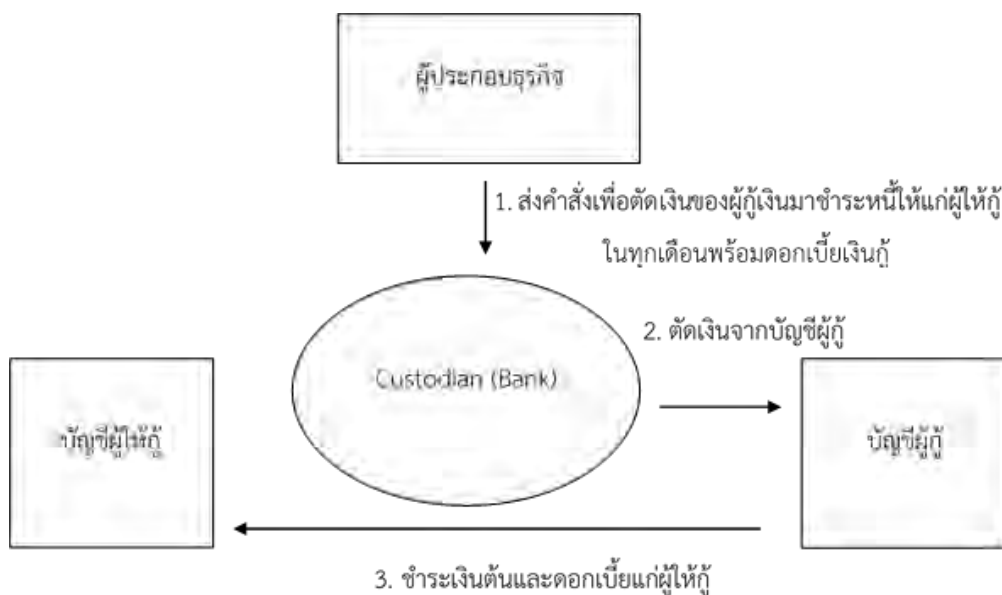 ผู้ประกอบธุรกิจ
1. ส่งคำสั่งเพื่อตัดเงินของผู้กู้เงินมาชำระหนี้ให้แก่ผู้ให้กู้
ในทุกเดือนพร้อมดอกเบี้ยเงินกู้
2. ตัดเงินจากบัญชีผู้กู้
Custodian (Bank)
บัญชีผู้ให้กู้
บัญชีผู้กู้
3. ชำระเงินต้นและดอกเบี้ยแก่ผู้ให้กู้